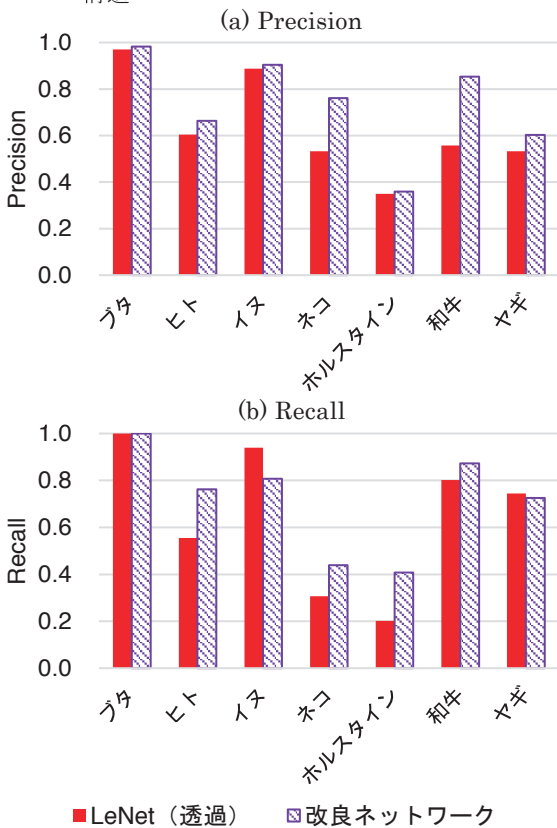 (a) Precision
Precision
1.0
0.8
0.6
0.4
0.2
0.0
ブタ
ヒト
イヌ
ネコ
ホルスタイン
和牛
ヤギ
(b) Recall
Recall
1.0
0.8
0.6
0.4
0.2
0.0
ブタ
ヒト
イヌ
ネコ
ホルスタイン
和牛
ヤギ
LeNet（透過） 改良ネットワーク